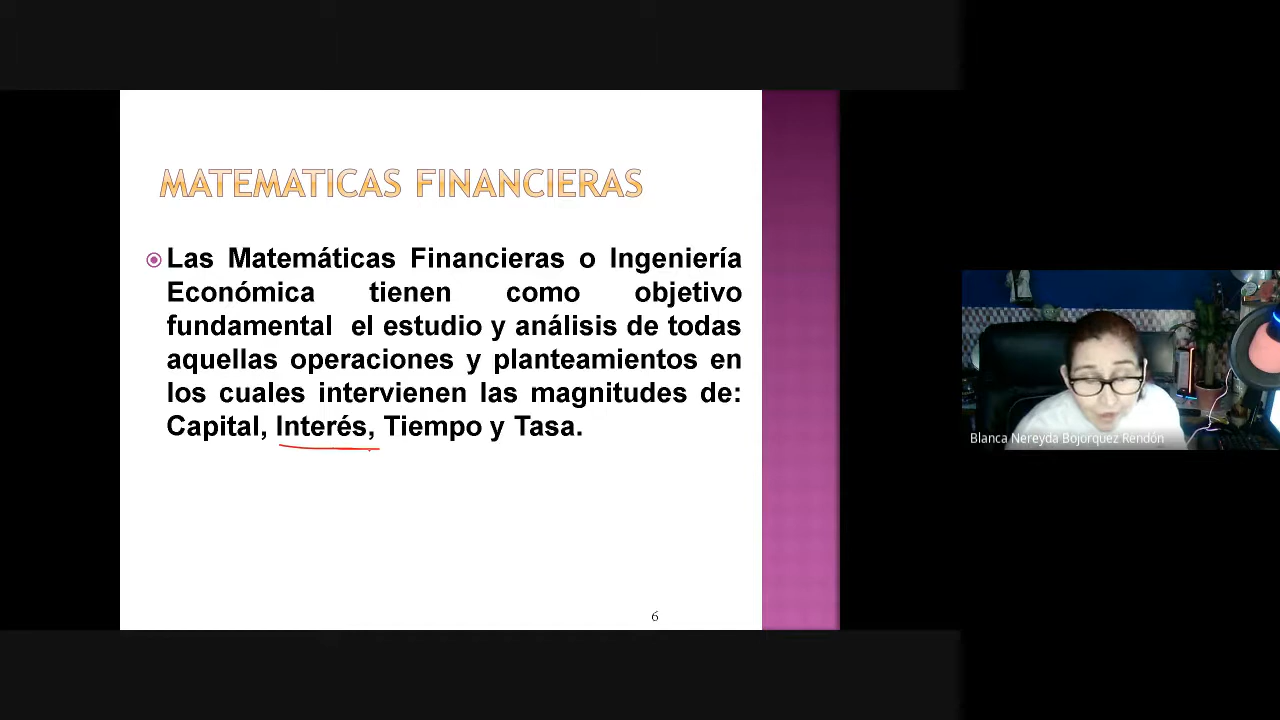 MATEMATICAS FINANCIERAS
Las Matemáticas Financieras o Ingeniería
Económica tienen como objetivo
fundamental el estudio y análisis de todas
aquellas operaciones y planteamientos en
los cuales intervienen las magnitudes de:
Capital, Interés, Tiempo y Tasa.
6
Blanca Nereyda Bojorquez Rendón